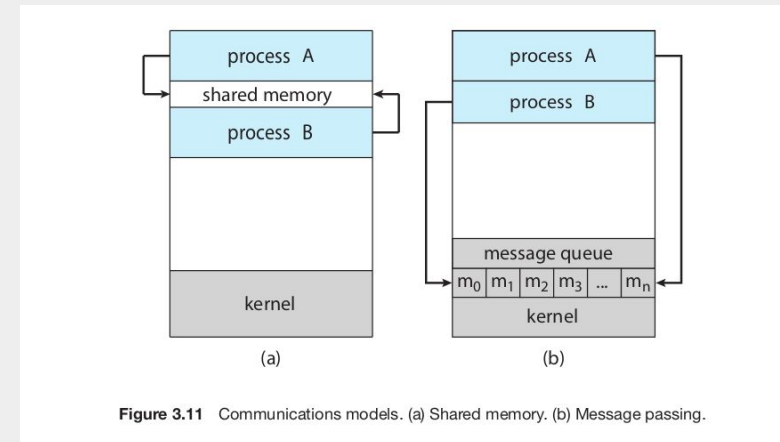 process A
shared memory
process B
kernel
(a)
process A
process B
message queue
m0 m1 m2 m3 ... mn
kernel
(b)
Figure 3.11 Communications models. (a) Shared memory. (b) Message passing.